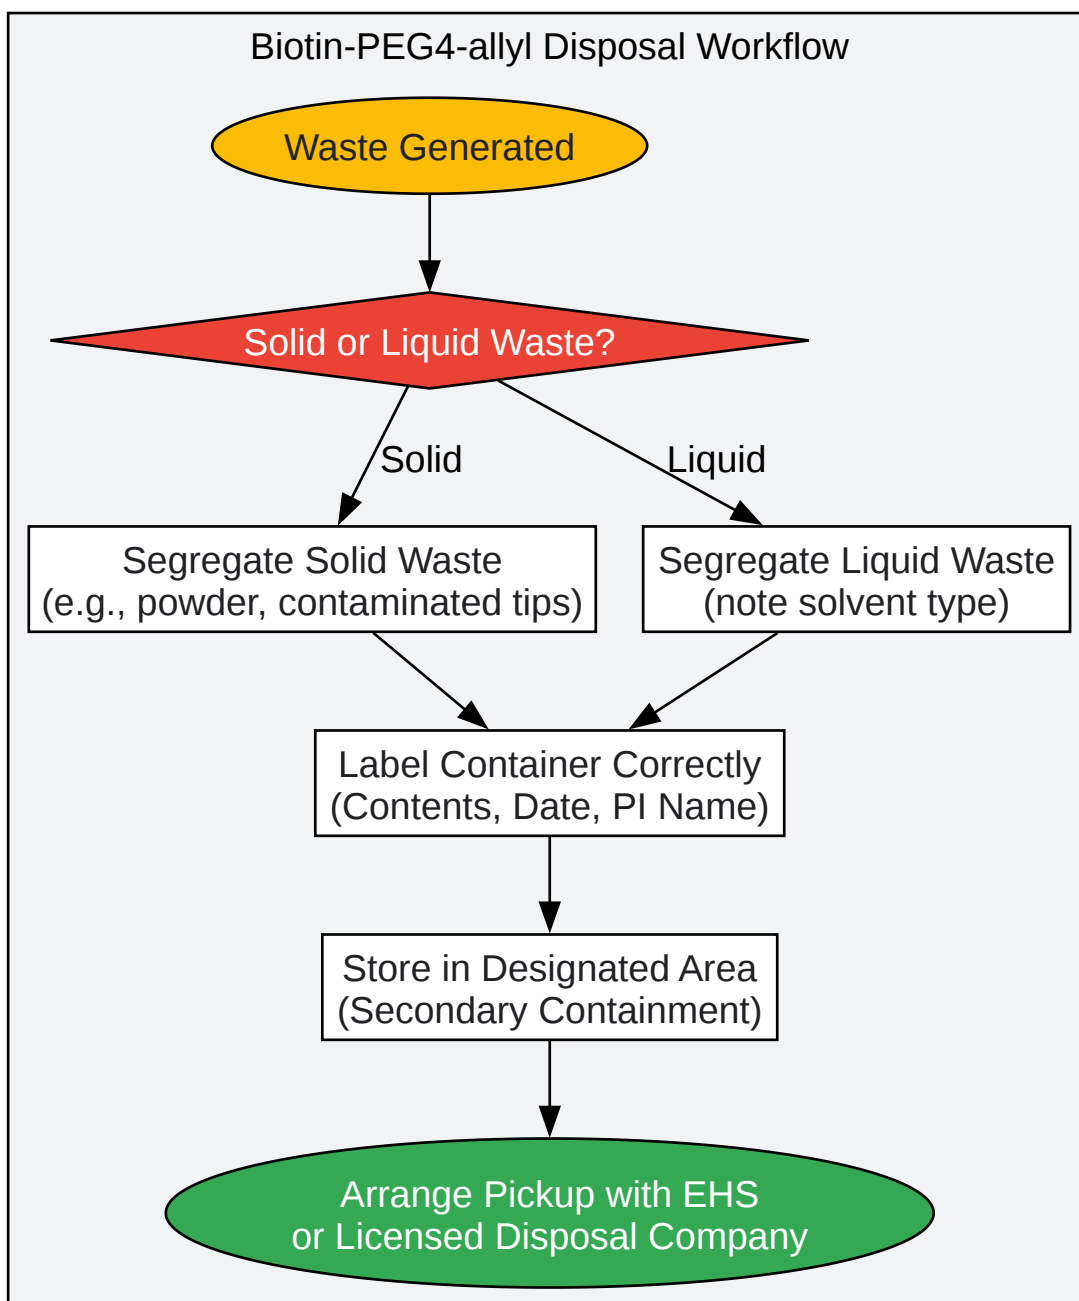 Biotin-PEG4-allyl Disposal Workflow
Waste Generated
Solid or Liquid Waste?
Solid
Liquid
Segregate Solid Waste
(e.g., powder, contaminated tips)
Segregate Liquid Waste
(note solvent type)
Label Container Correctly
(Contents, Date, PI Name)
Store in Designated Area
(Secondary Containment)
Arrange Pickup with EHS
or Licensed Disposal Company